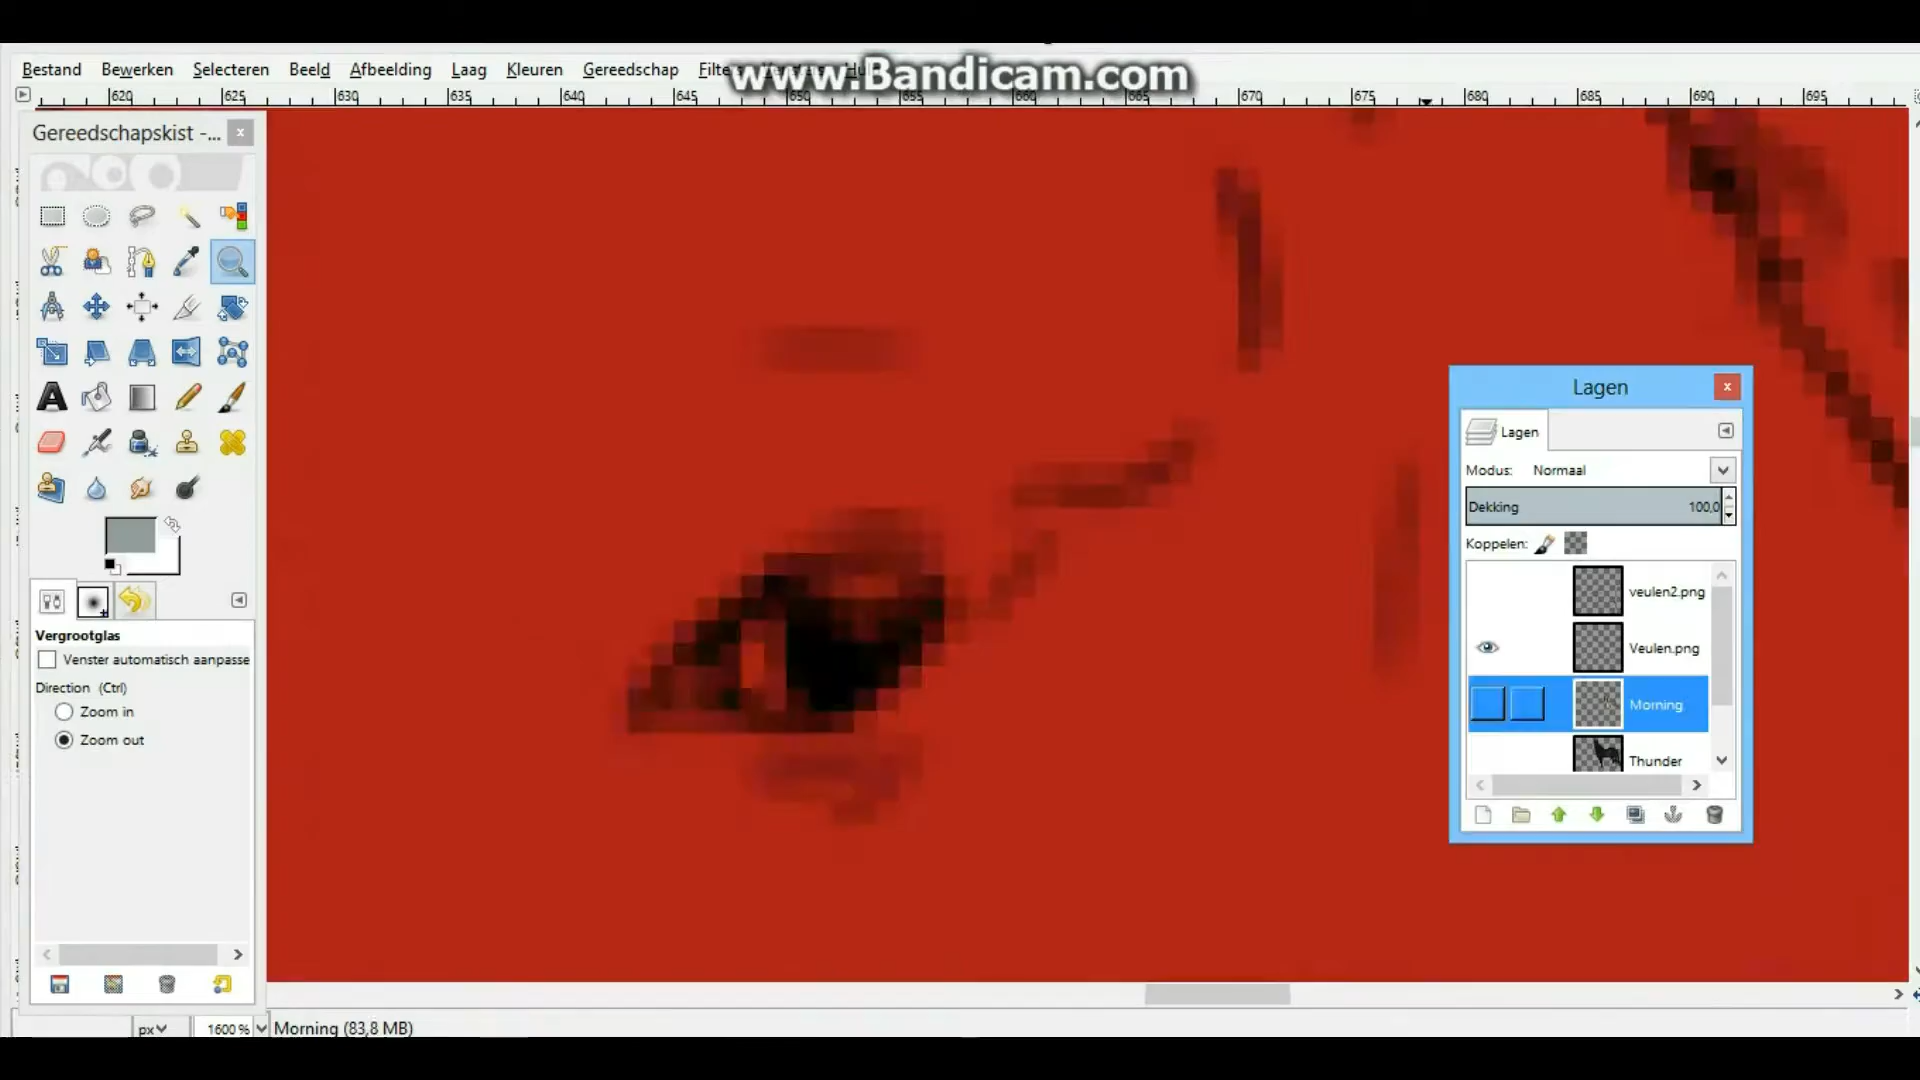 www.Bandicam.com
Bestand Bewerken Selecteren Beeld Afbeelding Laag Kleuren Gereedschap Filters
620 625 630 635 640 645 650 655 660 665 670 675 680 685 690 695
Gereedschapskist -...
Vergrootglas
Venster automatisch aanpasse
Direction (Ctrl)
Zoom in
Zoom out
Lagen
Lagen
Modus: Normaal
Dekking 100,0
Koppelen:
veulen2.png
Veulen.png
Morning
Thunder
px 1600 % Morning (83,8 MB)